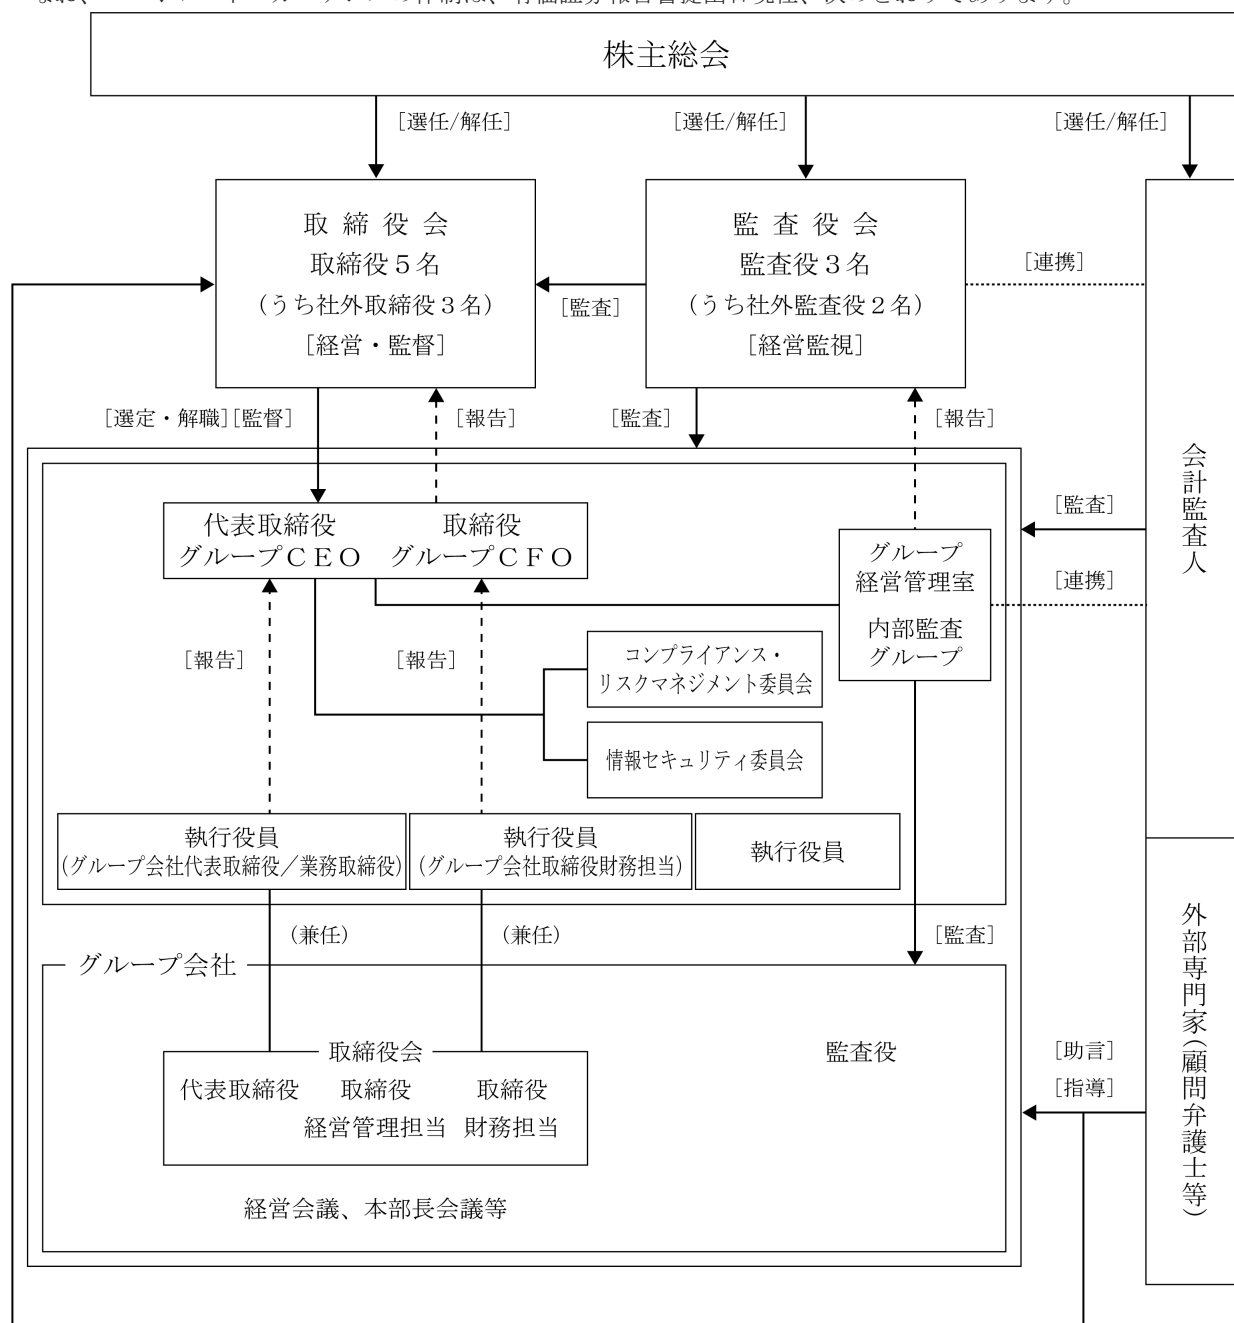 株主総会
[選任/解任]
[選任/解任]
[選任/解任]
取締役会
取締役5名
(うち社外取締役3名)
[経営・監督]
[監査]
監査役会
監査役3名
(うち社外監査役2名)
[経営監視]
[連携]
[選定・解職][監督]
[報告]
[監査]
[報告]
会計監査人
[監査]
[連携]
代表取締役
グループCEO
取締役
グループCFO
グループ
経営管理室
内部監査
グループ
[報告]
[報告]
コンプライアンス・
リスクマネジメント委員会
情報セキュリティ委員会
執行役員
(グループ会社代表取締役/業務取締役)
執行役員
(グループ会社取締役財務担当)
執行役員
(兼任)
(兼任)
[監査]
外部専門家(顧問弁護士等)
グループ会社
取締役会
監査役
代表取締役
取締役
経営管理担当
取締役
財務担当
[助言]
[指導]
経営会議、本部長会議等